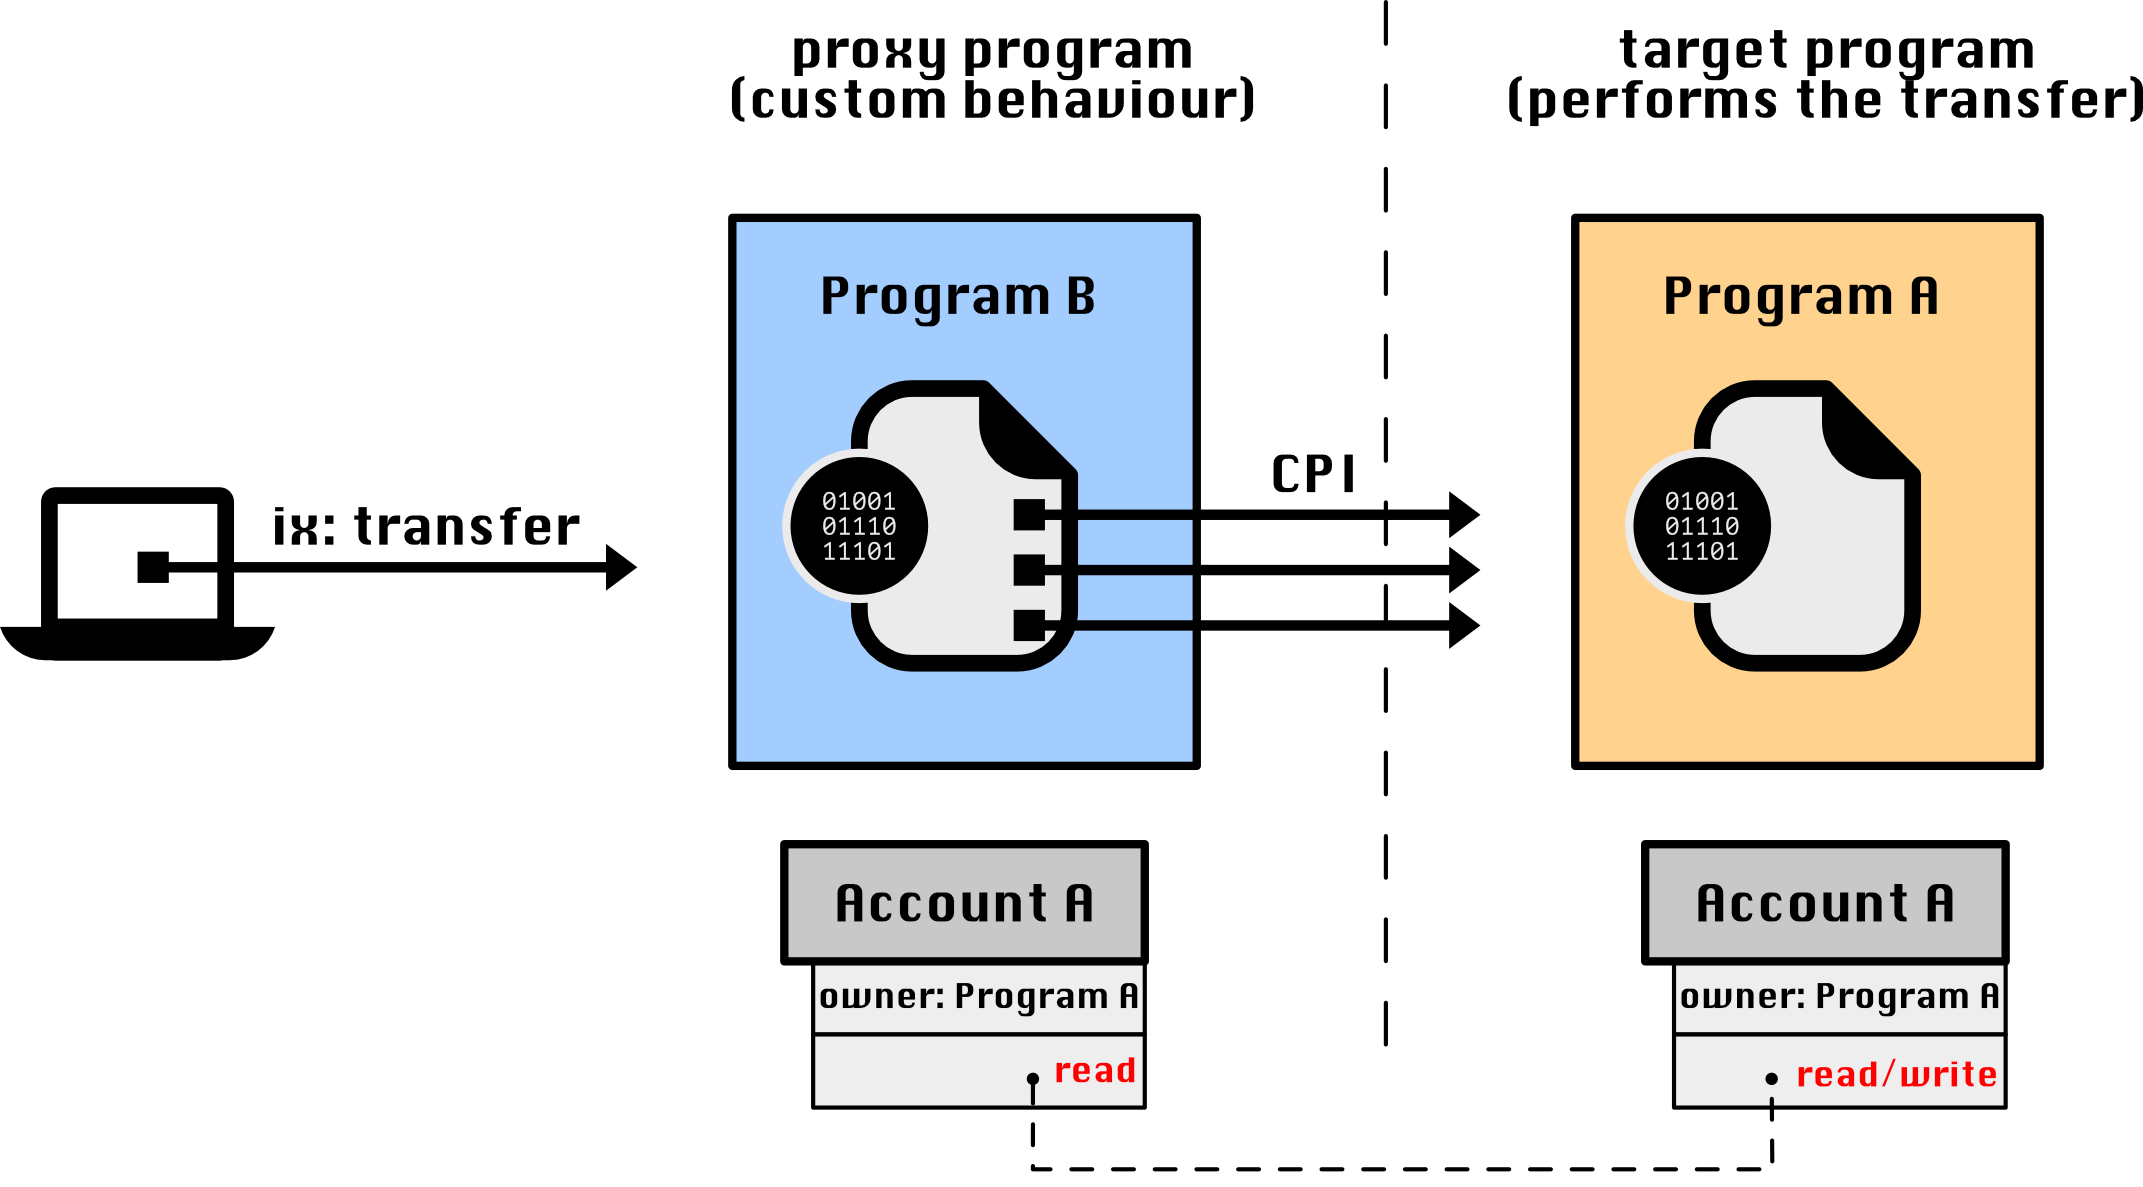 proxy program
(custom behaviour)
target program
(performs the transfer)
Program B
Program A
ix: transfer
CPI
01001
01110
11101
01001
01110
11101
Account A
owner: Program A
read
Account A
owner: Program A
read/write